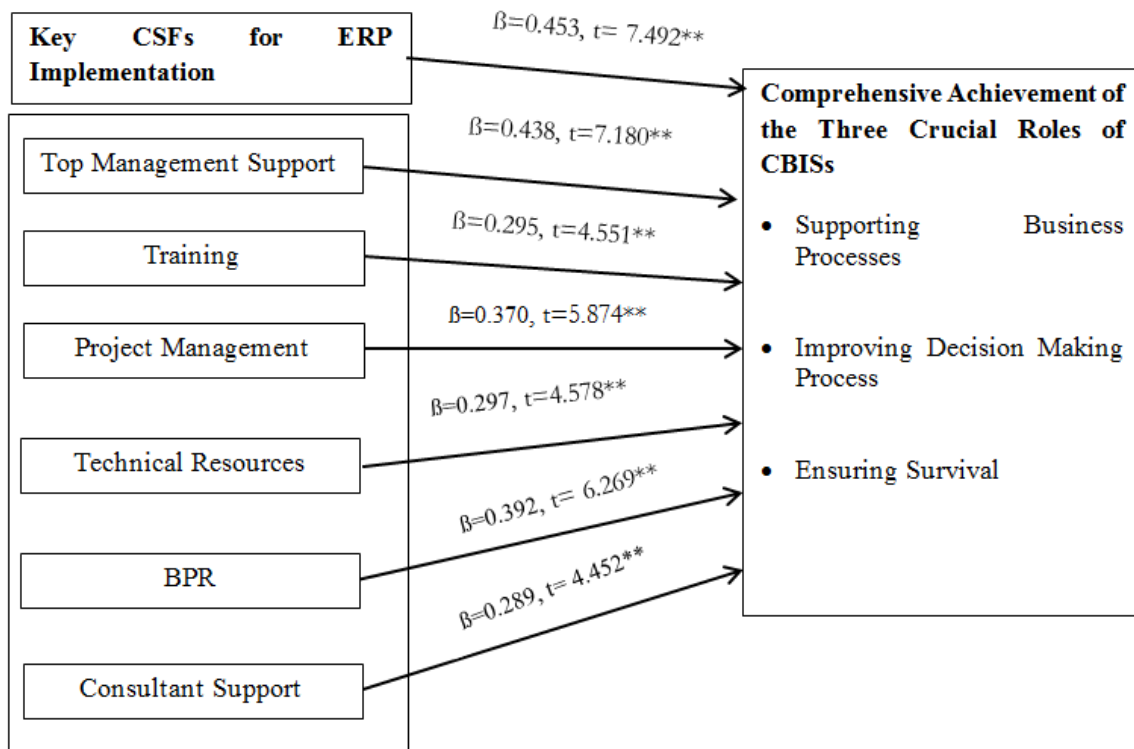 Key CSFs for ERP
Implementation
ß=0.453, t= 7.492**
Top Management Support
ß=0.438, t=7.180**
Training
ß=0.295, t=4.551**
Project Management
ß=0.370, t=5.874**
Technical Resources
ß=0.297, t=4.578**
BPR
ß=0.392, t= 6.269**
Consultant Support
ß=0.289, t= 4.452**
Comprehensive Achievement of
the Three Crucial Roles of
CBISs
• Supporting Business
Processes
• Improving Decision Making
Process
• Ensuring Survival